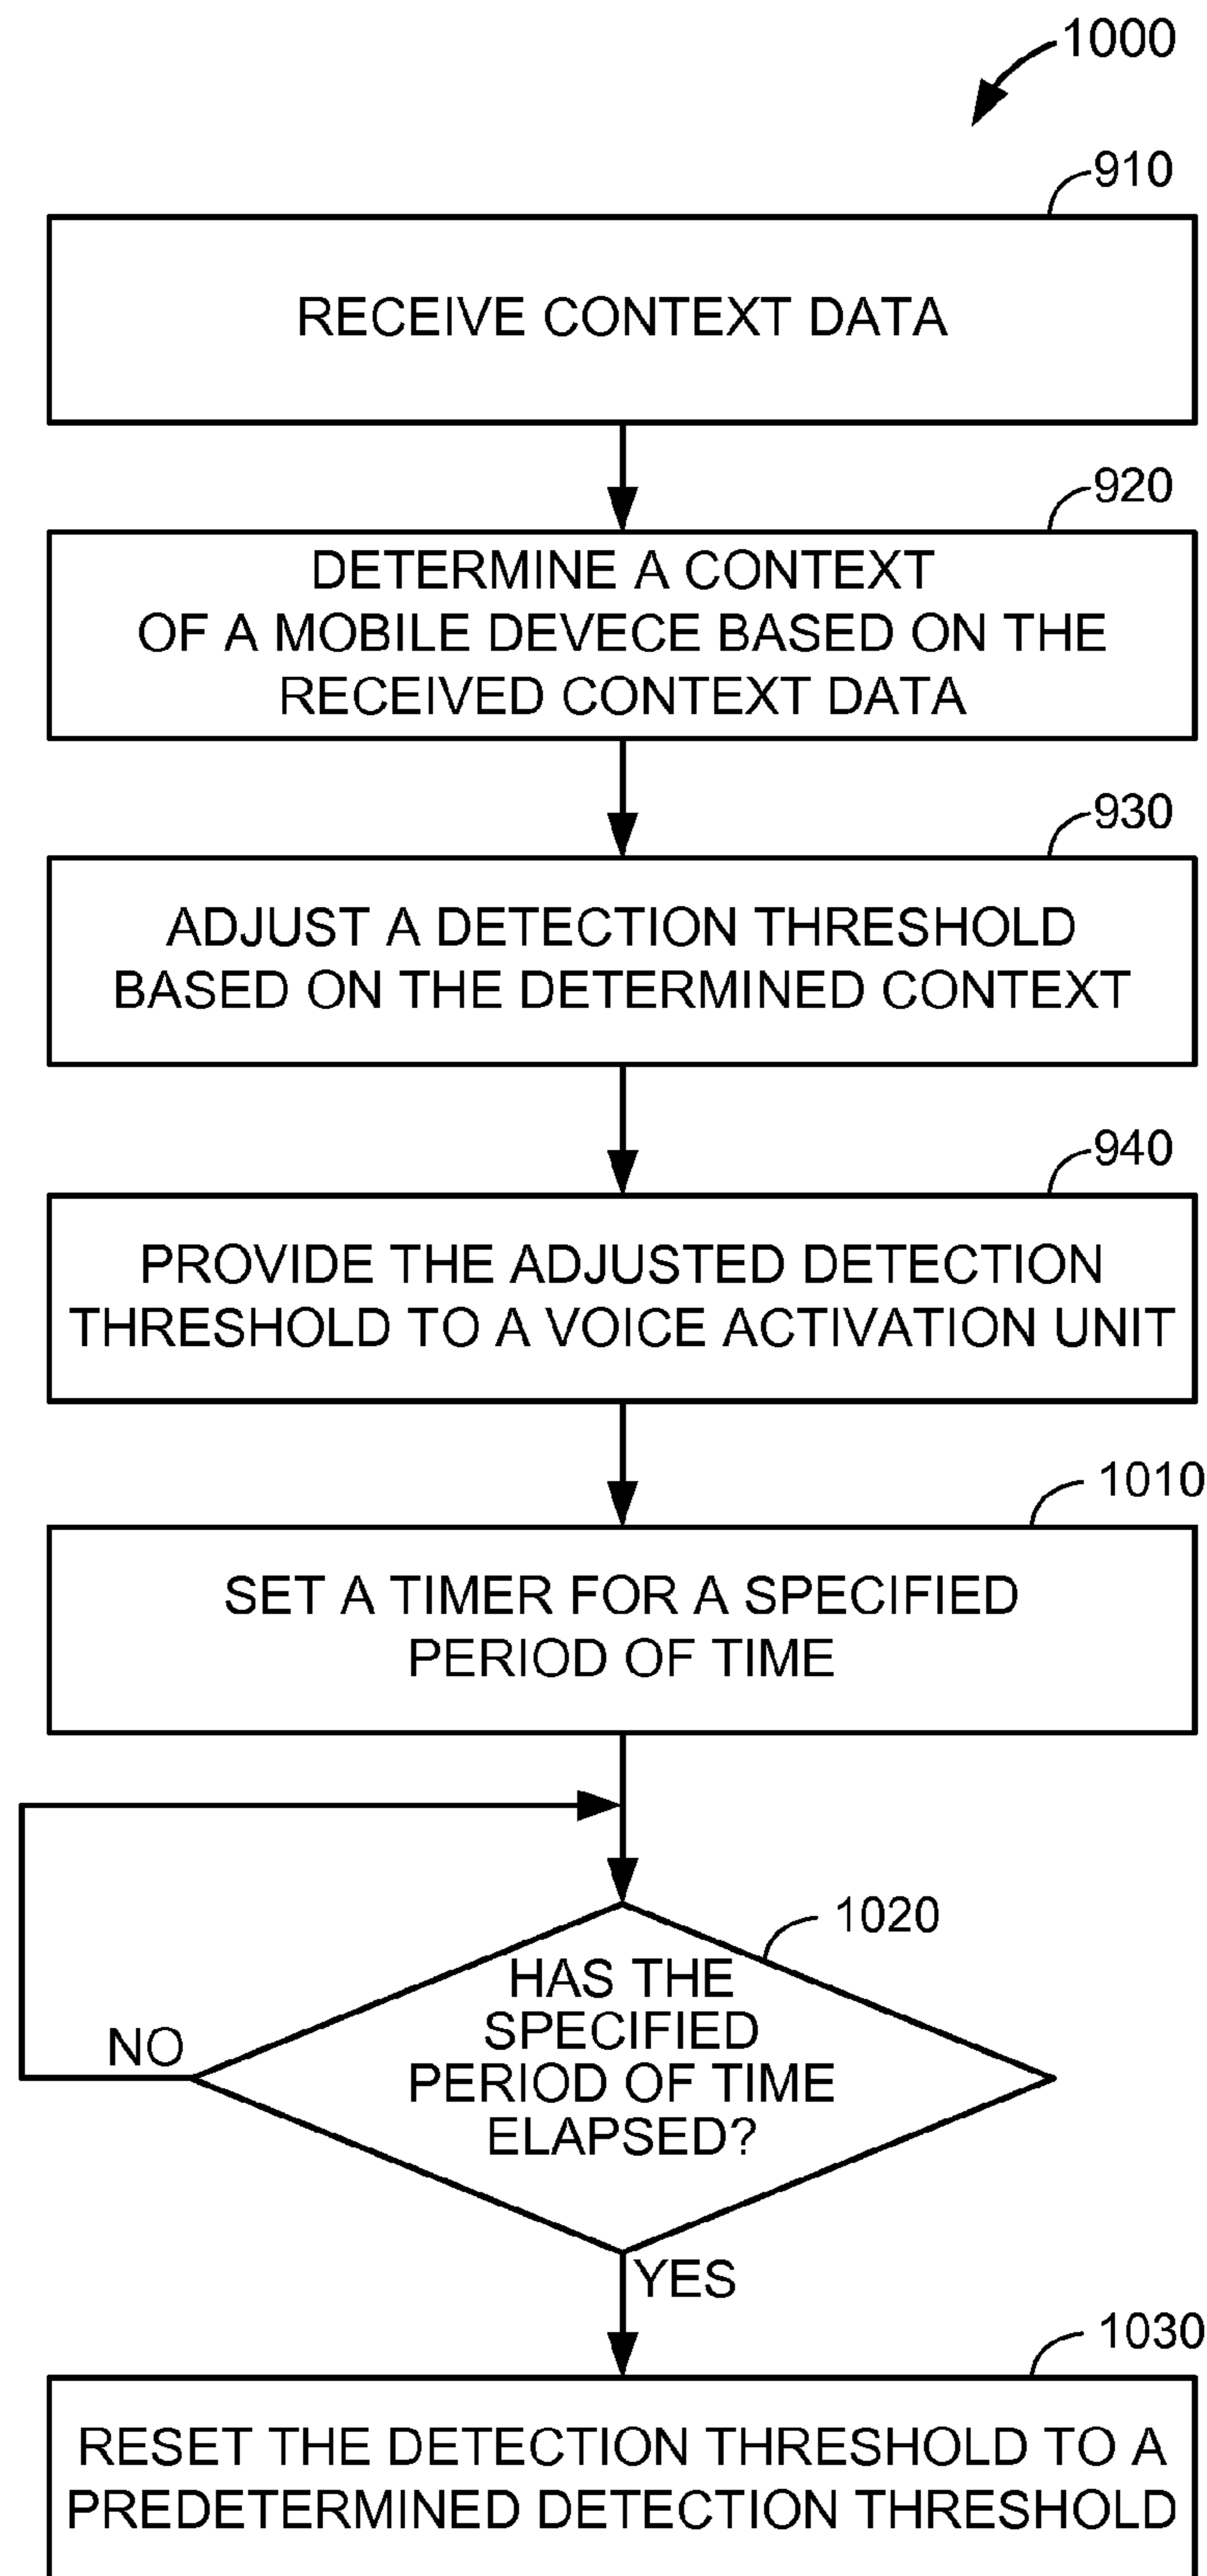 1000
910
RECEIVE CONTEXT DATA
920
DETERMINE A CONTEXT
OF A MOBILE DEVECE BASED ON THE
RECEIVED CONTEXT DATA
930
ADJUST A DETECTION THRESHOLD
BASED ON THE DETERMINED CONTEXT
940
PROVIDE THE ADJUSTED DETECTION
THRESHOLD TO A VOICE ACTIVATION UNIT
1010
SET A TIMER FOR A SPECIFIED
PERIOD OF TIME
1020
HAS THE
SPECIFIED
PERIOD OF TIME
ELAPSED?
NO
YES
1030
RESET THE DETECTION THRESHOLD TO A
PREDETERMINED DETECTION THRESHOLD